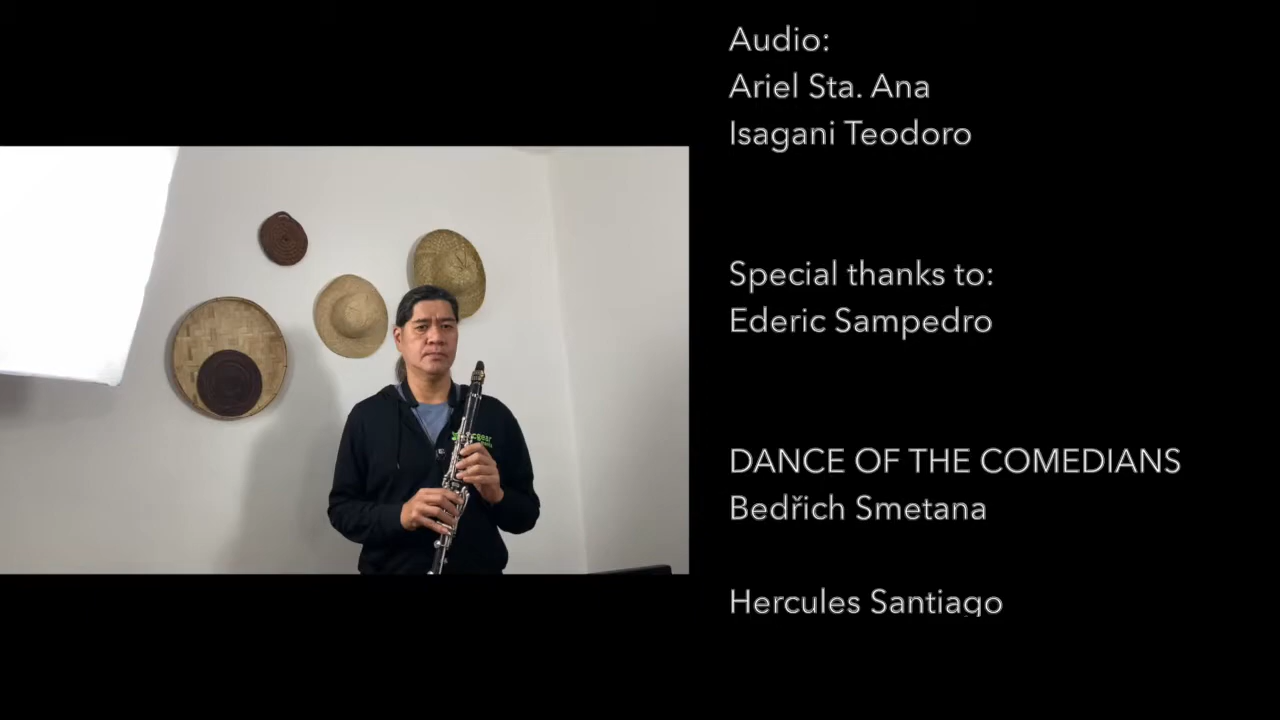 Audio:
Ariel Sta. Ana
Isagani Teodoro
Special thanks to:
Ederic Sampedro
DANCE OF THE COMEDIANS
Bedřich Smetana
Hercules Santiago